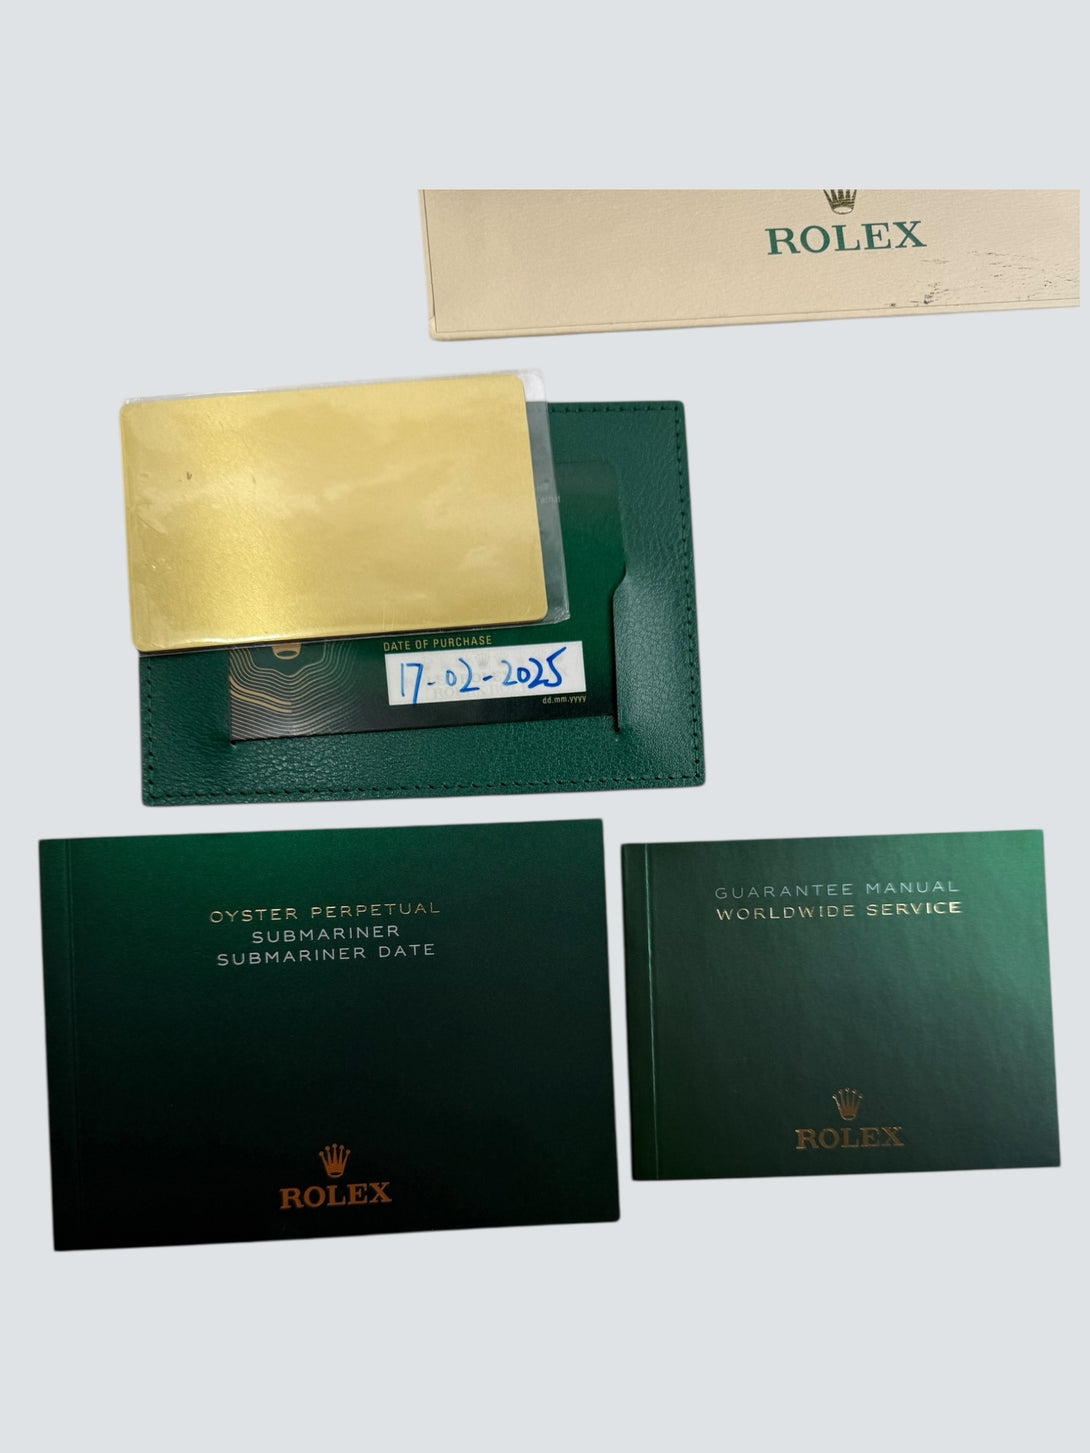 ROLEX
DATE OF PURCHASE
17-02-2025
dd.mm.yyyy
OYSTER PERPETUAL
SUBMARINER
SUBMARINER DATE
ROLEX
GUARANTEE MANUAL
WORLDWIDE SERVICE
ROLEX